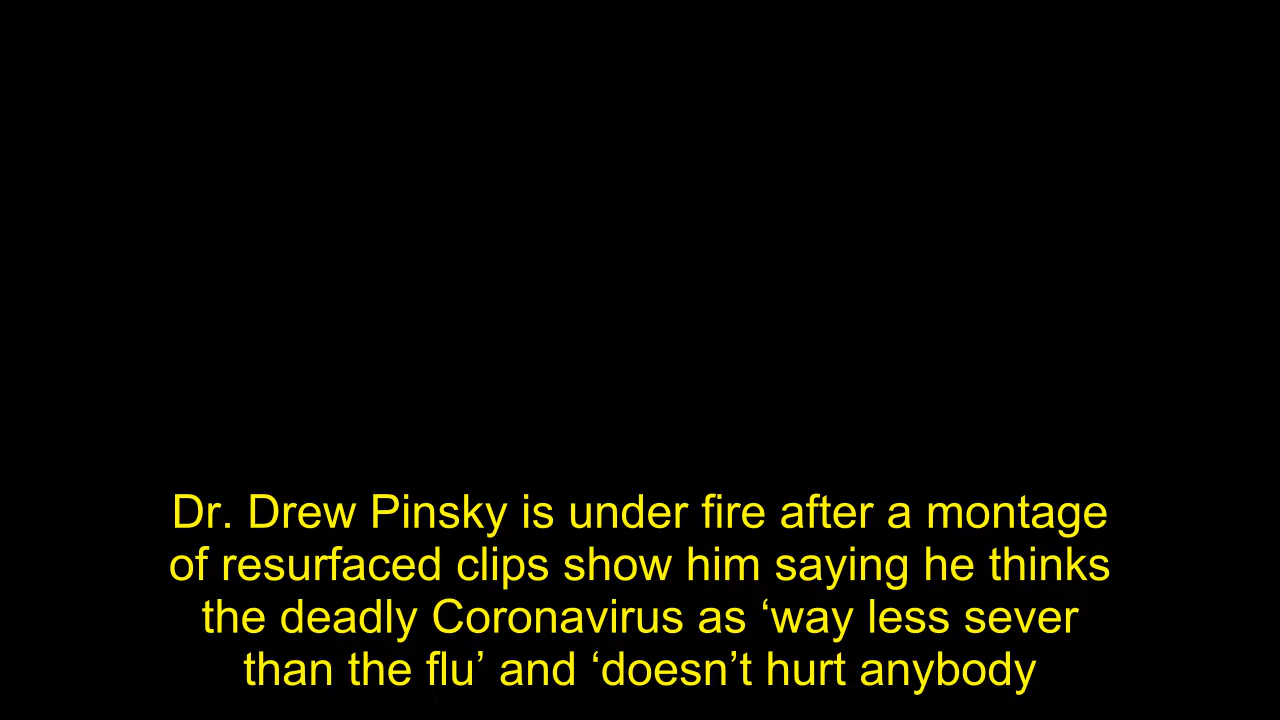 Dr. Drew Pinsky is under fire after a montage
of resurfaced clips show him saying he thinks
the deadly Coronavirus as ‘way less sever
than the flu’ and ‘doesn’t hurt anybody